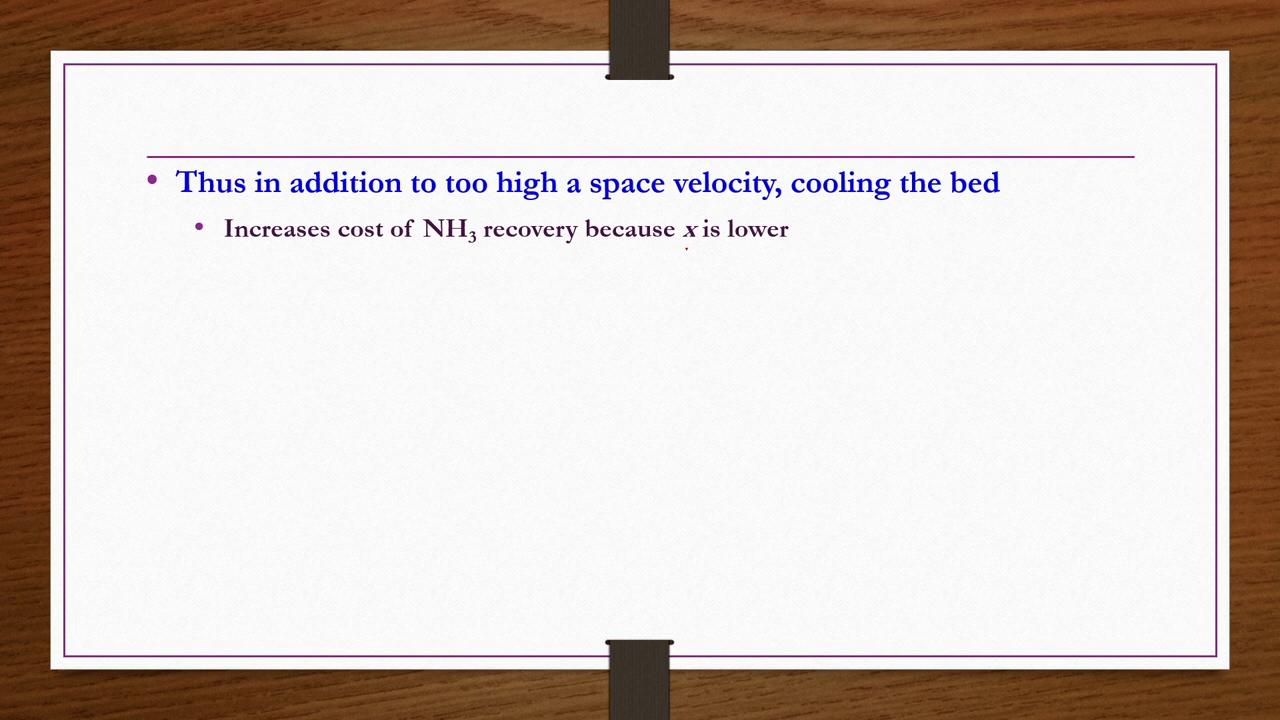 • Thus in addition to too high a space velocity, cooling the bed
• Increases cost of NH₃ recovery because x is lower